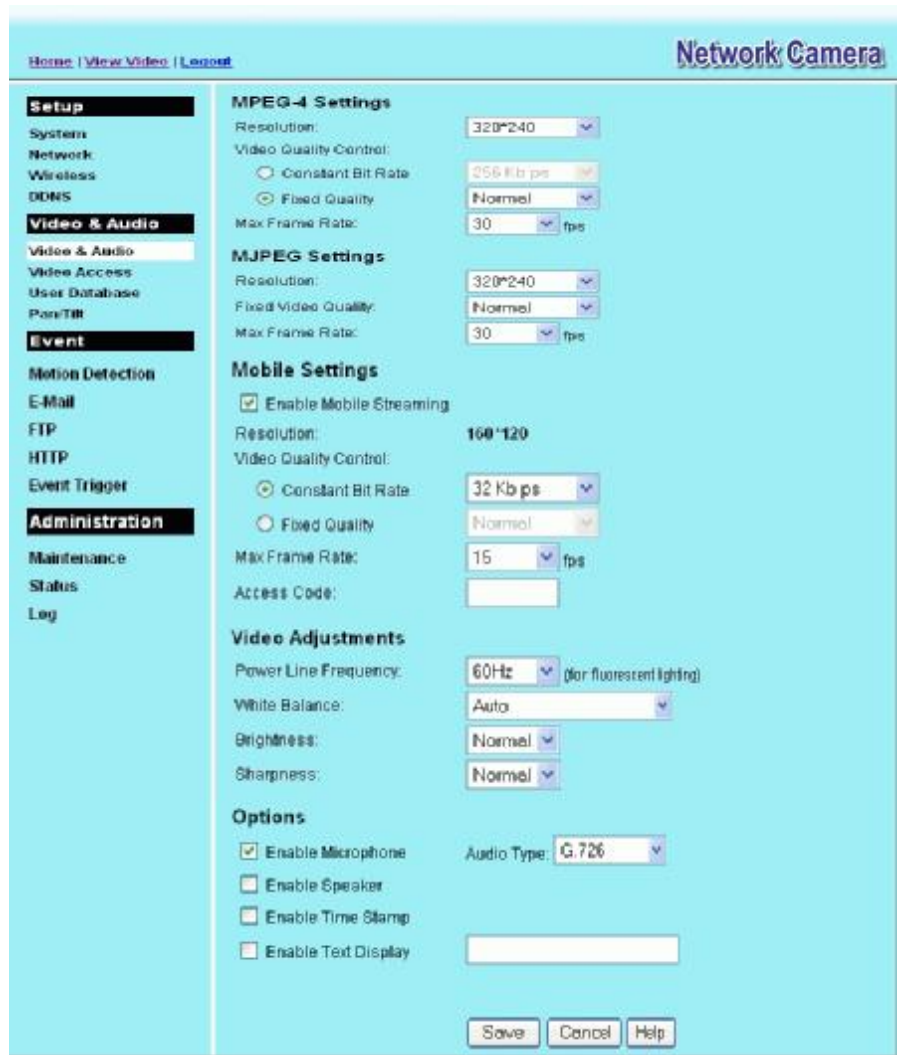 Home | View Video | Logout
Network Camera
Setup
System
Network
Wireless
DDNS
Video & Audio
Video & Audio
Video Access
User Database
Pan/Tilt
Event
Motion Detection
E-Mail
FTP
HTTP
Event Trigger
Administration
Maintenance
Status
Log
MPEG-4 Settings
Resolution: 320*240
Video Quality Control:
Constant Bit Rate 256 Kb ps
Fixed Quality Normal
Max Frame Rate: 30 fps
MJPEG Settings
Resolution: 320*240
Fixed Video Quality: Normal
Max Frame Rate: 30 fps
Mobile Settings
Enable Mobile Streaming
Resolution: 160*120
Video Quality Control:
Constant Bit Rate 32 Kb ps
Fixed Quality Normal
Max Frame Rate: 15 fps
Access Code:
Video Adjustments
Power Line Frequency: 60Hz (for fluorescent lighting)
White Balance: Auto
Brightness: Normal
Sharpness: Normal
Options
Enable Microphone Audio Type: G.726
Enable Speaker
Enable Time Stamp
Enable Text Display
Save Cancel Help